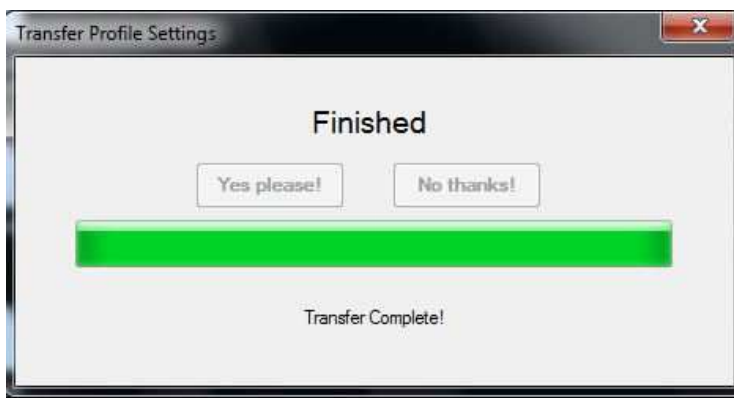 Transfer Profile Settings
Finished
Yes please! No thanks!
Transfer Complete!